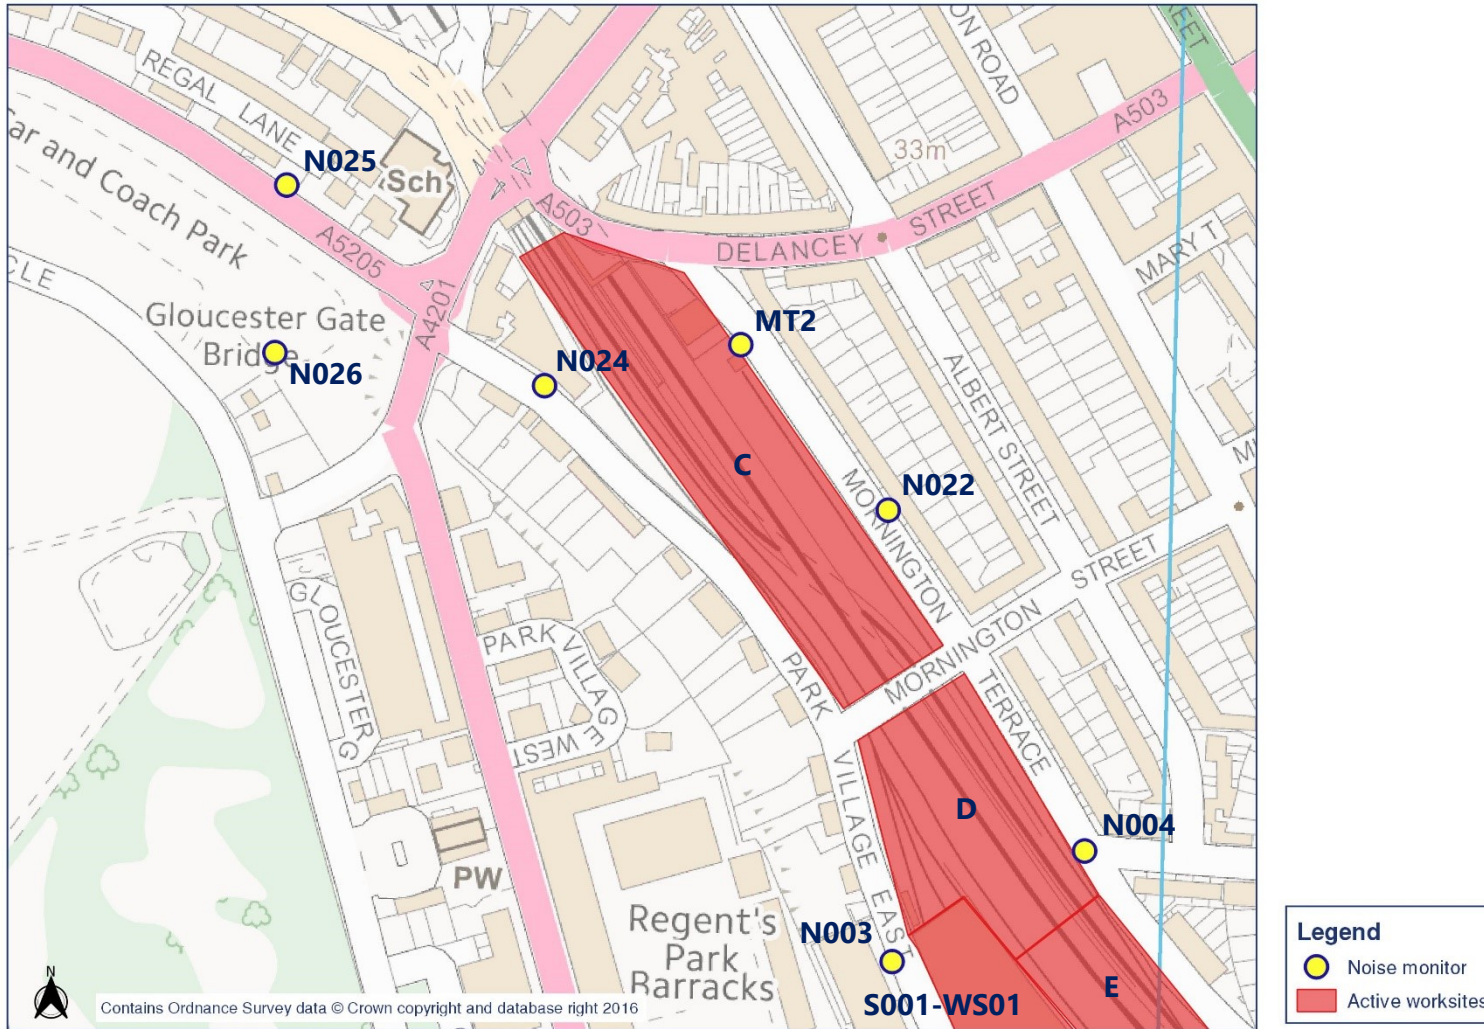 REGAL LANE
N025
Sch
A503
DELANCEY STREET
A503
33m
ON ROAD
STREET
MARY T
Car and Coach Park
A5205
CLE
Gloucester Gate
Bridge
A4201
N026
N024
MT2
C
N022
MORNINGTON
TERRACE
ALBERT STREET
MORNINGTON STREET
GLOUCESTER G
PARK VILLAGE WEST
PARK
VILLAGE EAST
D
N004
PW
Regent's
Park
Barracks
N003
S001-WS01
E
N
Contains Ordnance Survey data © Crown copyright and database right 2016
Legend
Noise monitor
Active worksites